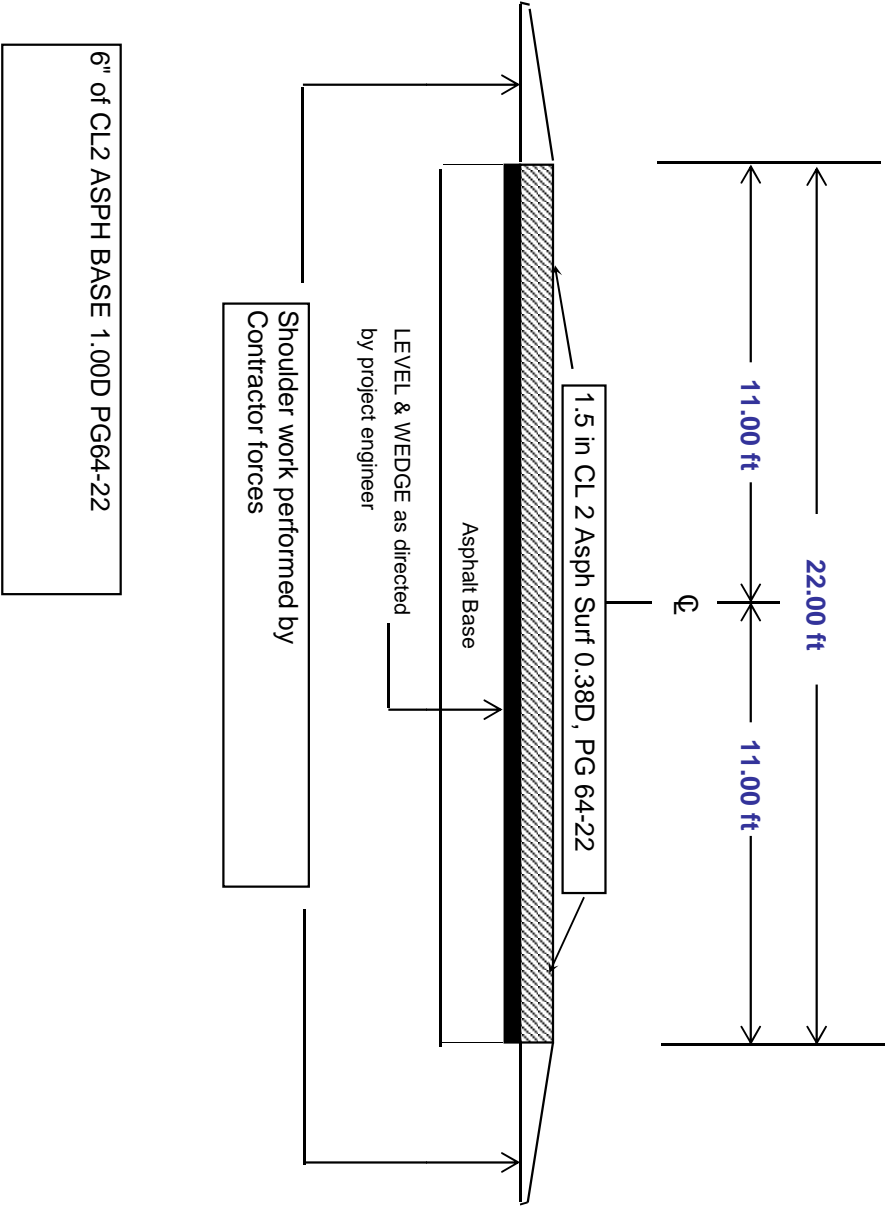 22.00 ft
11.00 ft
11.00 ft
CL
1.5 in CL 2 Asph Surf 0.38D, PG 64-22
Asphalt Base
LEVEL & WEDGE as directed
by project engineer
Shoulder work performed by
Contractor forces
6" of CL2 ASPH BASE 1.00D PG64-22